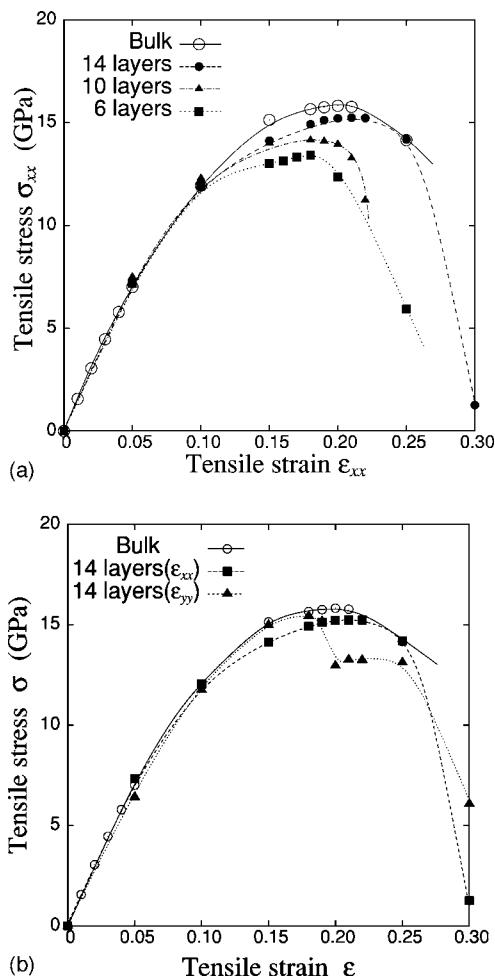 Bulk
14 layers
10 layers
6 layers
Tensile stress σxx (GPa)
20
15
10
5
0
0 0.05 0.10 0.15 0.20 0.25 0.30
(a) Tensile strain εxx
Bulk
14 layers(εxx)
14 layers(εyy)
Tensile stress σ (GPa)
20
15
10
5
0
0 0.05 0.10 0.15 0.20 0.25 0.30
(b) Tensile strain ε